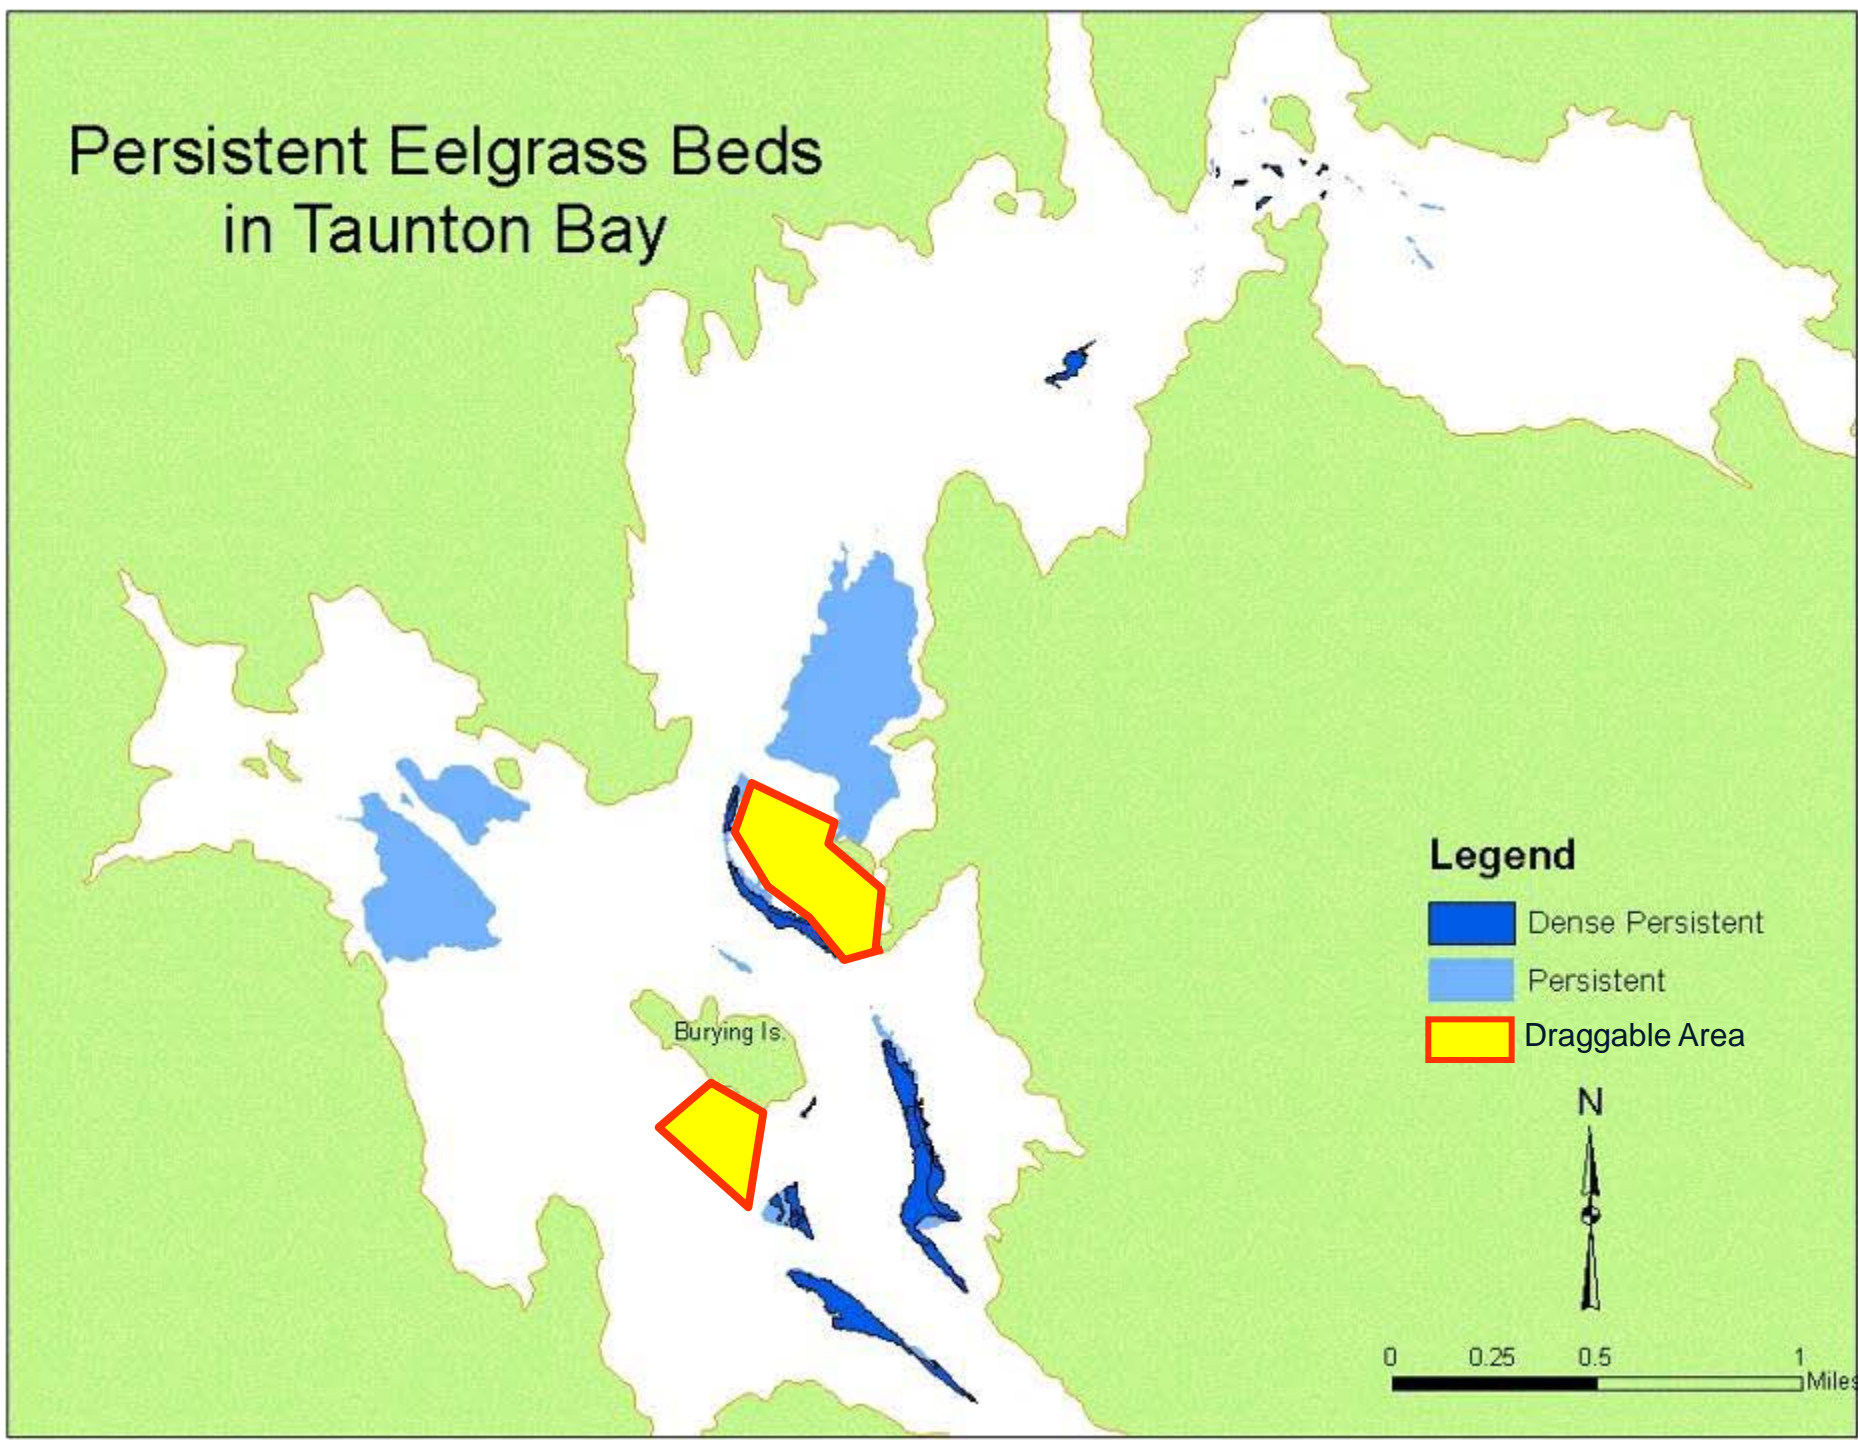 Persistent Eelgrass Beds
in Taunton Bay
Burying Is.
Legend
Dense Persistent
Persistent
Draggable Area
N
0 0.25 0.5 1
Miles